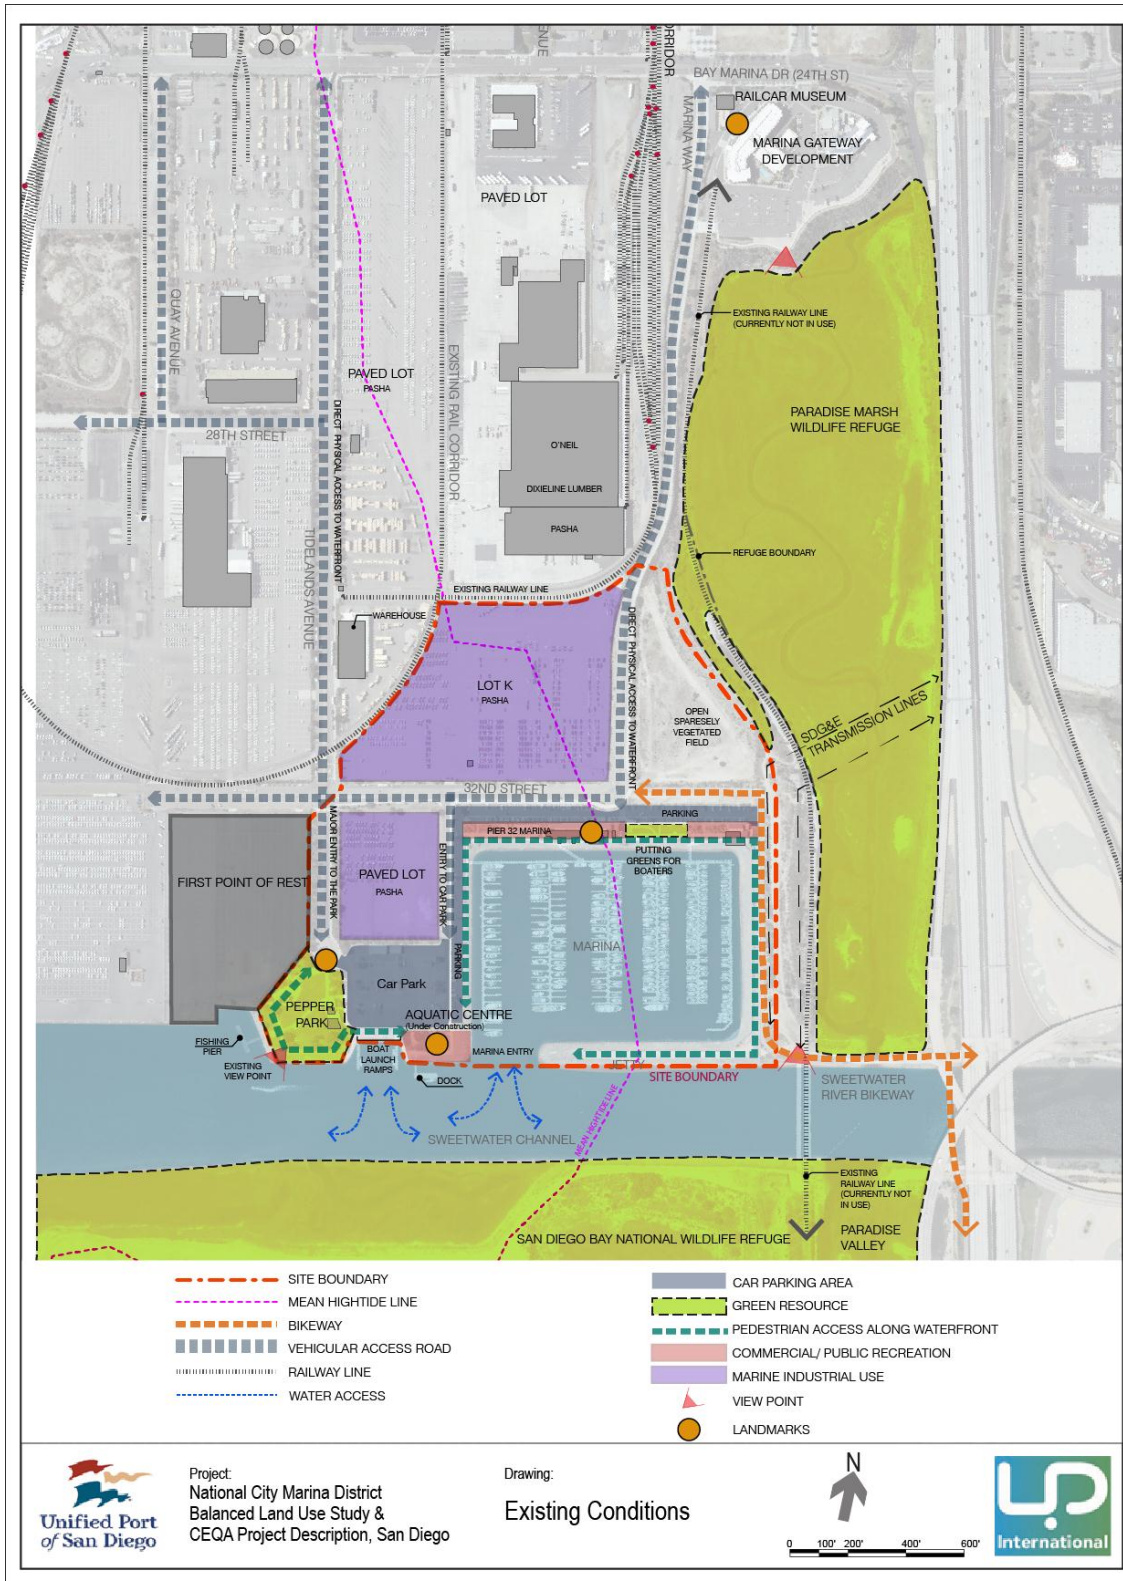 ENUE
ORRIDOR
BAY MARINA DR (24TH ST)
RAILCAR MUSEUM
MARINA WAY
MARINA GATEWAY
DEVELOPMENT
PAVED LOT
QUAY AVENUE
EXISTING RAILWAY LINE
(CURRENTLY NOT IN USE)
PAVED LOT
PASHA
EXISTING RAIL CORRIDOR
PARADISE MARSH
WILDLIFE REFUGE
28TH STREET
DIRECT PHYSICAL ACCESS TO WATERFRONT
O'NEIL
DIXIELINE LUMBER
PASHA
TIDELANDS AVENUE
REFUGE BOUNDARY
EXISTING RAILWAY LINE
WAREHOUSE
DIRECT PHYSICAL ACCESS TO WATERFRONT
LOT K
PASHA
OPEN
SPARESELY
VEGETATED
FIELD
SDG&E
TRANSMISSION LINES
32ND STREET
MAJOR ENTRY TO THE PARK
ENTRY TO CAR PARK
PARKING
PIER 32 MARINA
PUTTING
GREENS FOR
BOATERS
FIRST POINT OF REST
PAVED LOT
PASHA
MARINA
PARKING
Car Park
PEPPER
PARK
AQUATIC CENTRE
(Under Construction)
FISHING
PIER
EXISTING
VIEW POINT
BOAT
LAUNCH
RAMPS
MARINA ENTRY
JETTY
DOCK
SITE BOUNDARY
SWEETWATER
RIVER BIKEWAY
MEAN HIGHTIDE LINE
SWEETWATER CHANNEL
EXISTING
RAILWAY LINE
(CURRENTLY NOT
IN USE)
SAN DIEGO BAY NATIONAL WILDLIFE REFUGE
PARADISE
VALLEY
SITE BOUNDARY
MEAN HIGHTIDE LINE
BIKEWAY
VEHICULAR ACCESS ROAD
RAILWAY LINE
WATER ACCESS
CAR PARKING AREA
GREEN RESOURCE
PEDESTRIAN ACCESS ALONG WATERFRONT
COMMERCIAL/ PUBLIC RECREATION
MARINE INDUSTRIAL USE
VIEW POINT
LANDMARKS
Unified Port
of San Diego
Project:
National City Marina District
Balanced Land Use Study &
CEQA Project Description, San Diego
Drawing:
Existing Conditions
N
0 100' 200' 400' 600'
UP
International